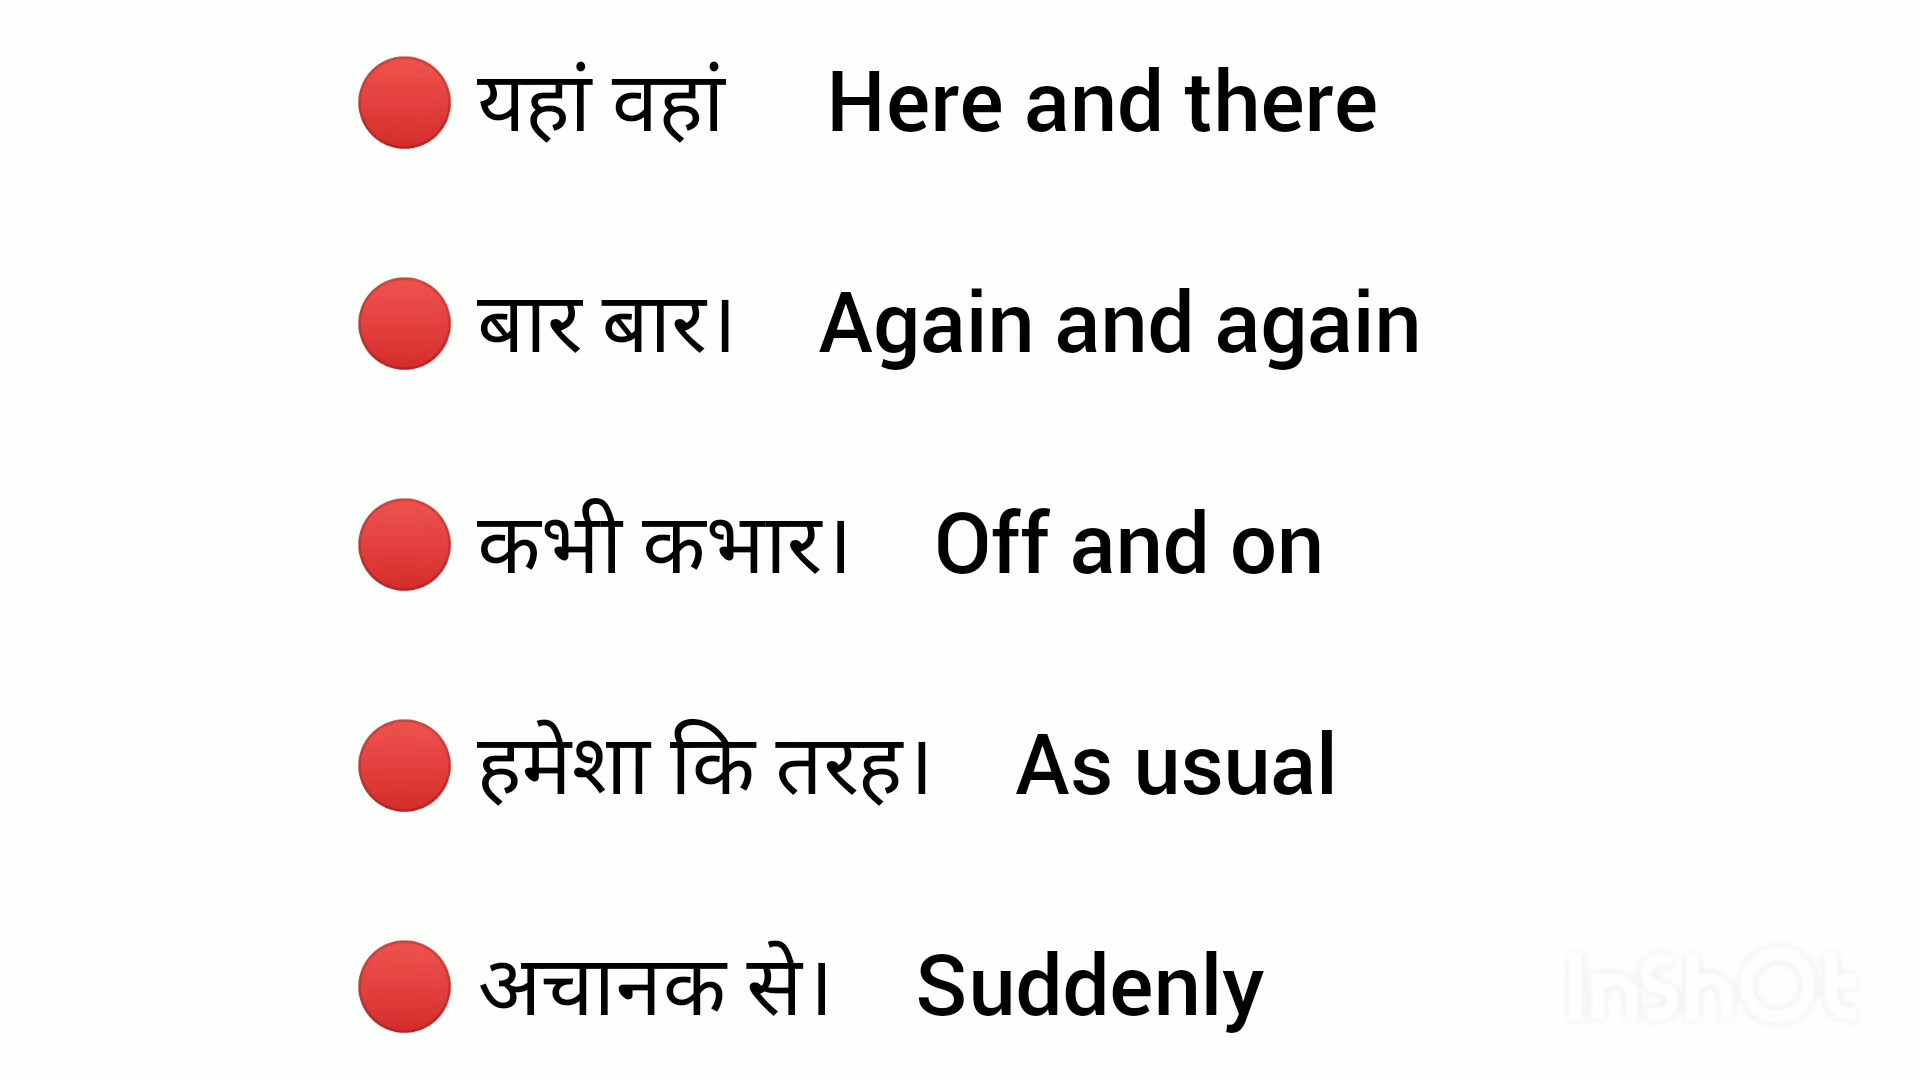 🔴 यहां वहां Here and there
🔴 बार बार। Again and again
🔴 कभी कभार। Off and on
🔴 हमेशा कि तरह। As usual
🔴 अचानक से। Suddenly
InShOt